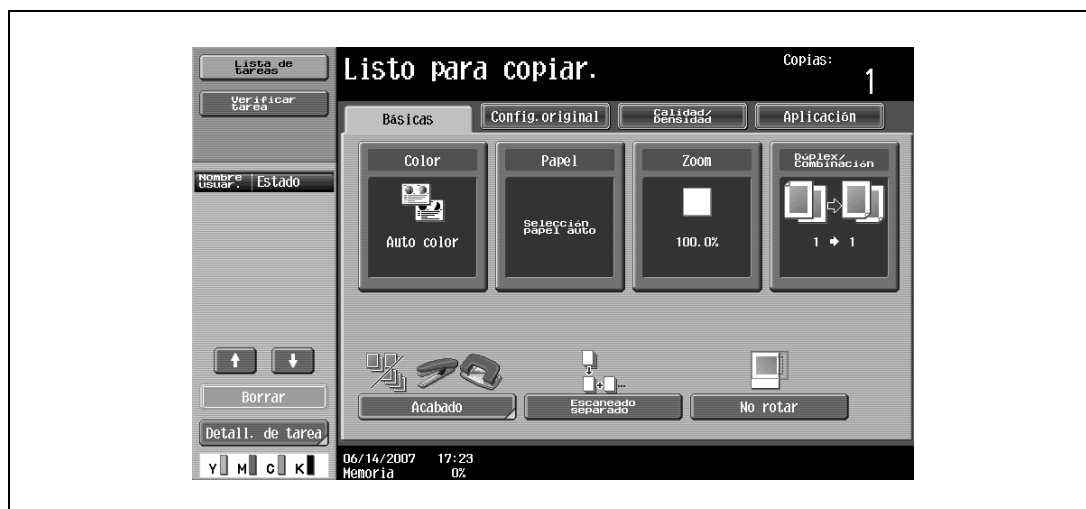 Lista de
tareas
Verificar
tarea
Nombre
usuar.
Estado
Borrar
Detall. de tarea
Y M C K
Listo para copiar.
Copias:
1
Básicas
Config.original
Calidad/
Densidad
Aplicación
Color
Auto color
Papel
Selección
papel auto
Zoom
100.0%
Dúplex/
Combinación
1 ➔ 1
Acabado
Escaneado
separado
No rotar
06/14/2007 17:23
Memoria 0%